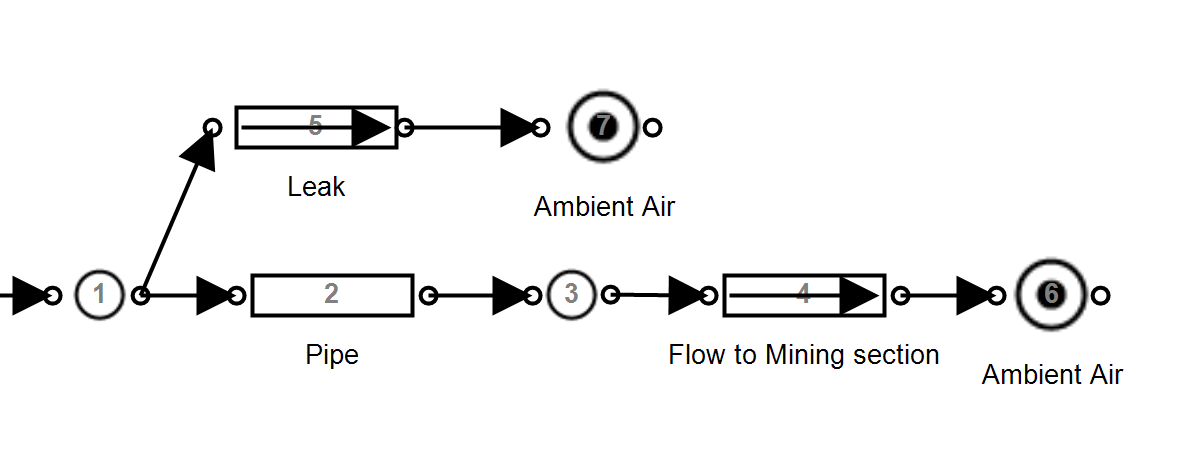 5
7
Leak
Ambient Air
1
2
3
4
6
Pipe
Flow to Mining section
Ambient Air